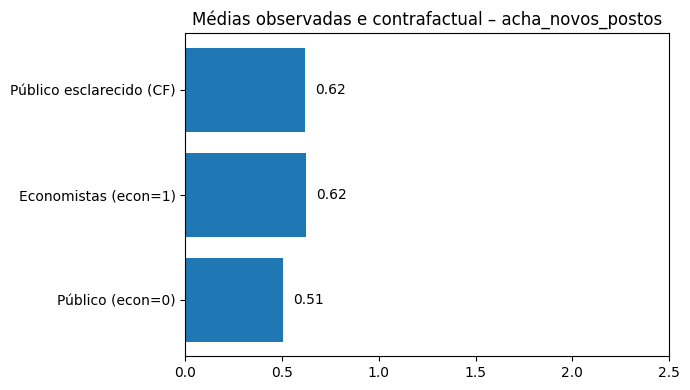 Médias observadas e contrafactual – acha_novos_postos
Público esclarecido (CF)
0.62
Economistas (econ=1)
0.62
Público (econ=0)
0.51
0.0 0.5 1.0 1.5 2.0 2.5